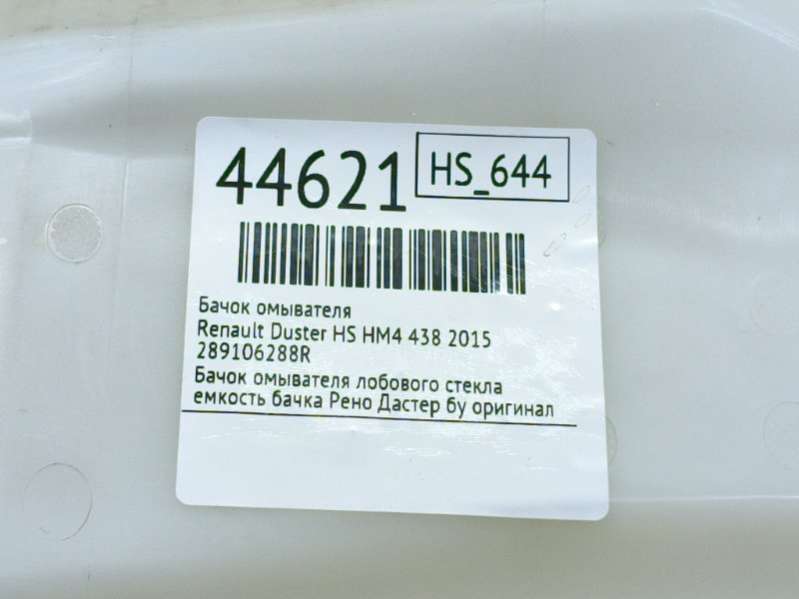 44621 HS_644
Бачок омывателя
Renault Duster HS HM4 438 2015
289106288R
Бачок омывателя лобового стекла
емкость бачка Рено Дастер бу оригинал